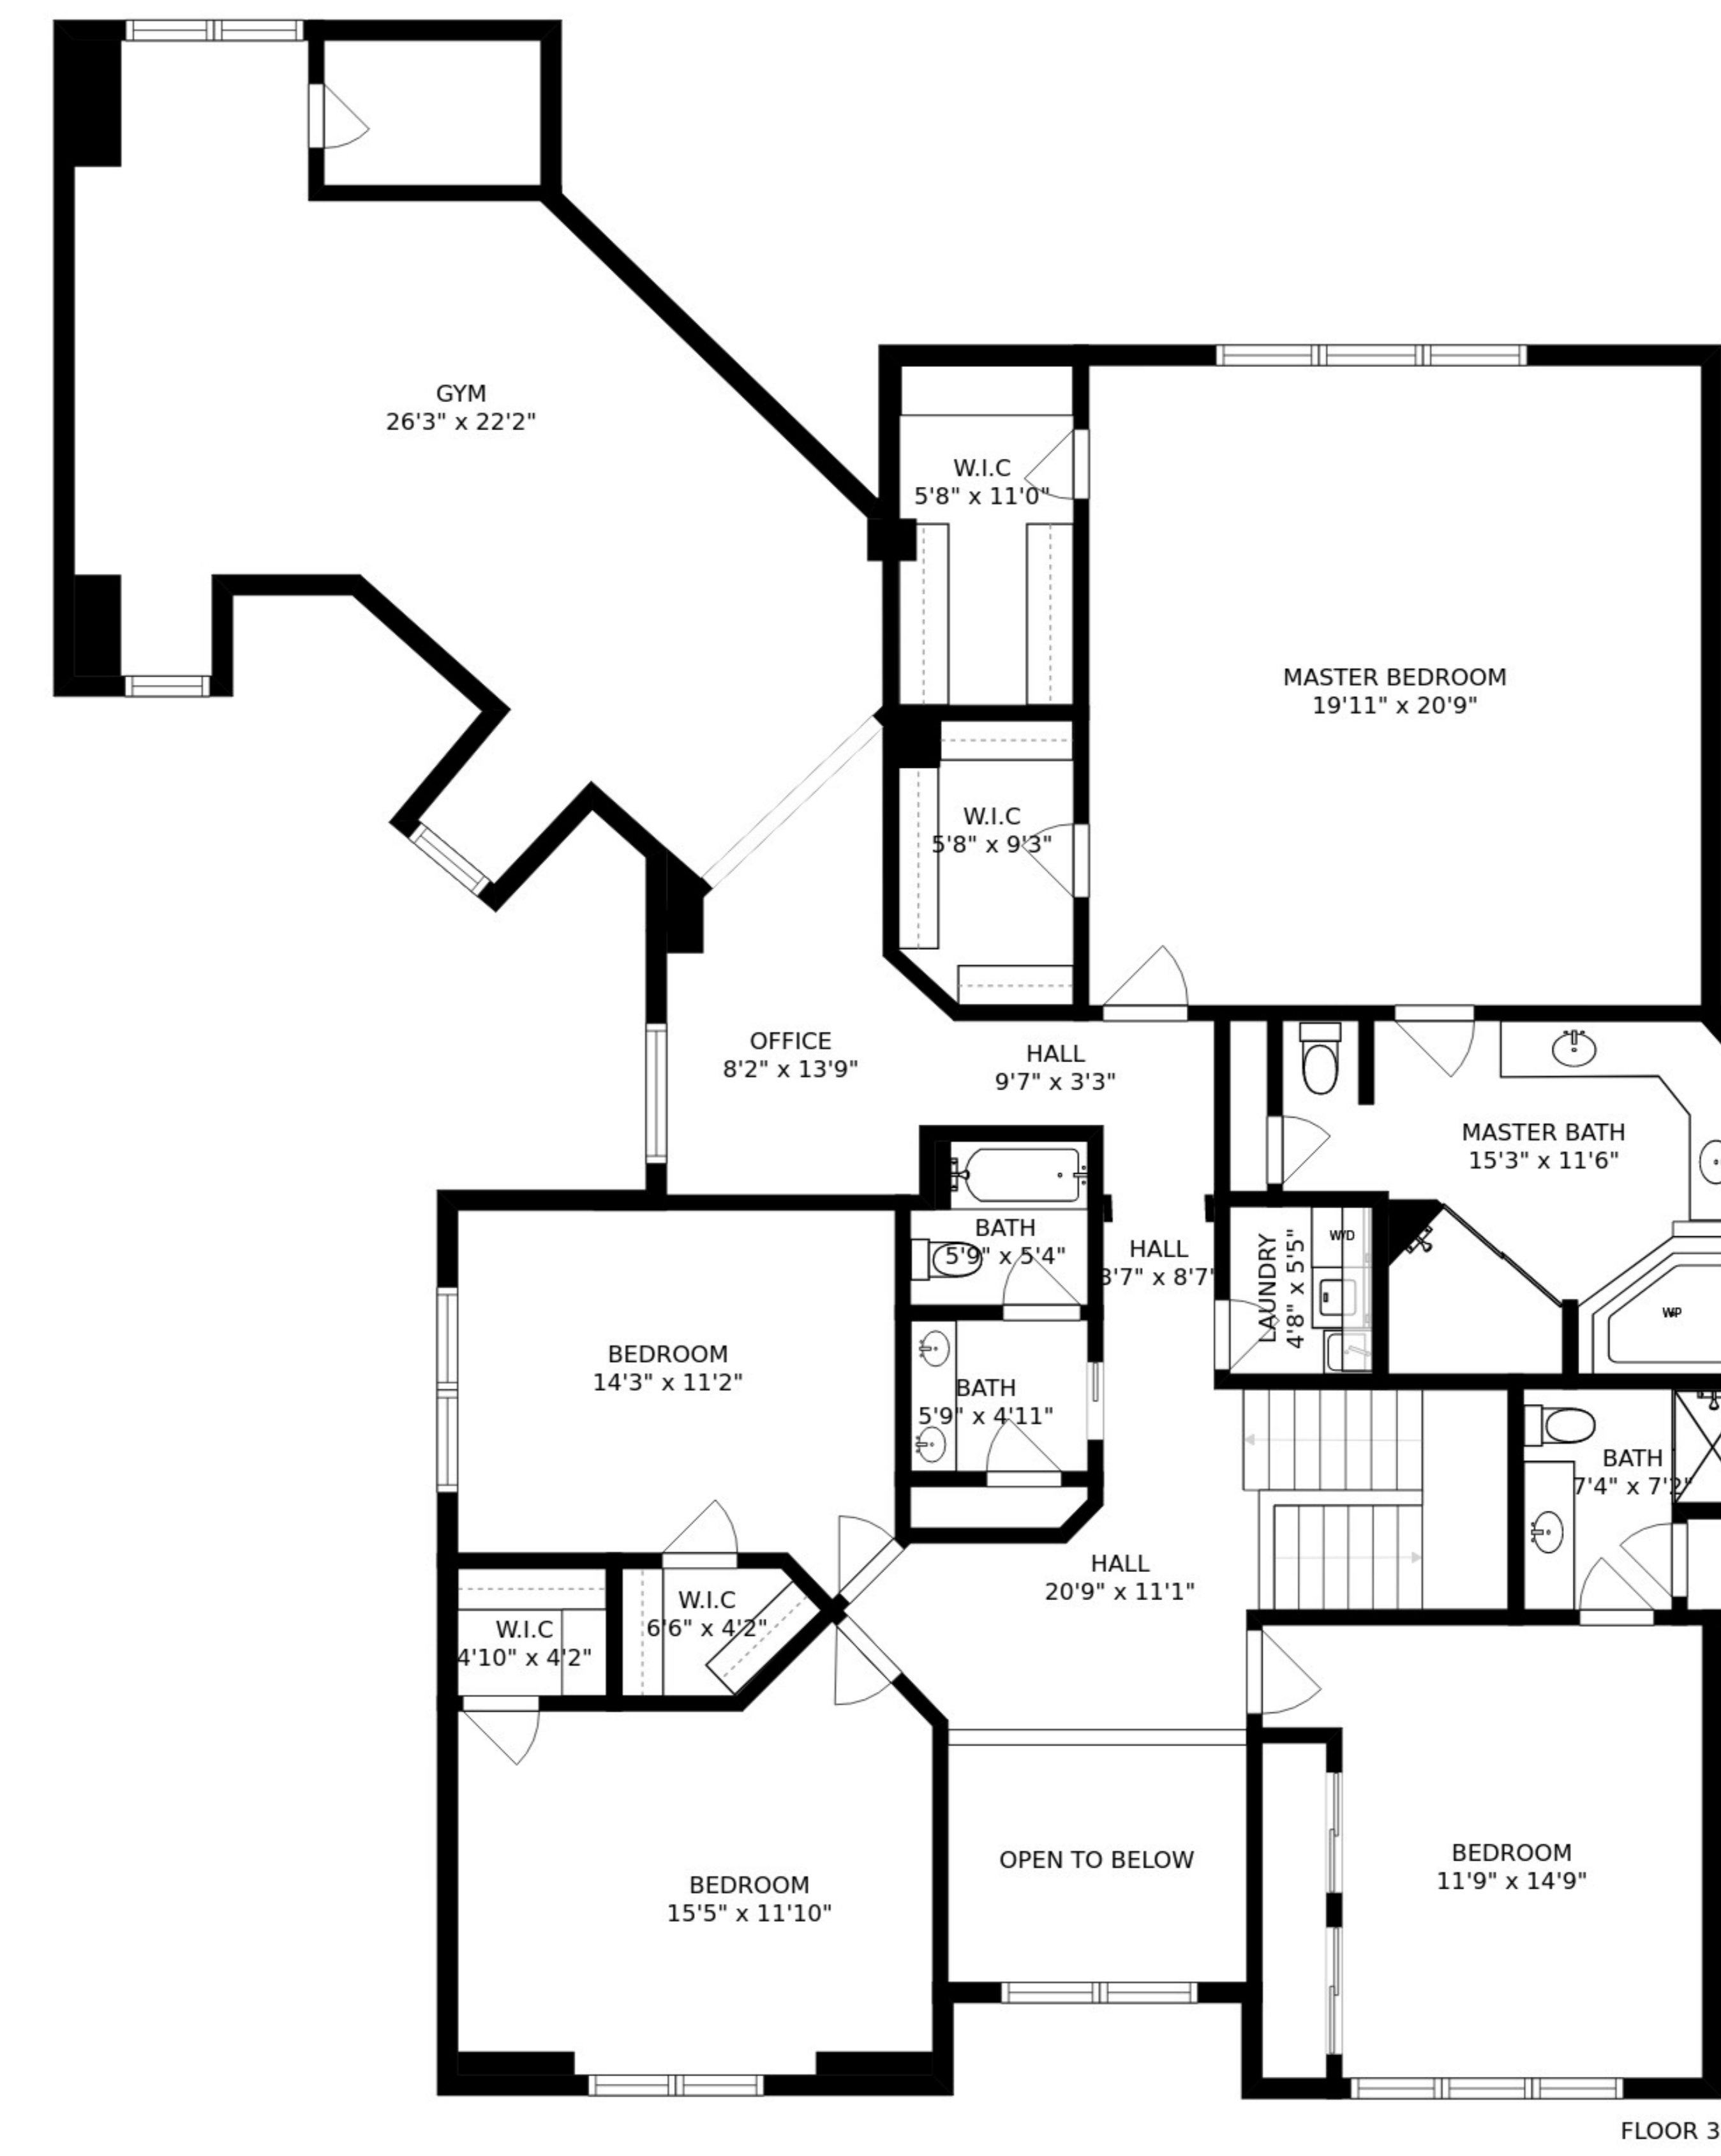 GYM
26'3" x 22'2"
W.I.C
5'8" x 11'0"
MASTER BEDROOM
19'11" x 20'9"
W.I.C
5'8" x 9'3"
OFFICE
8'2" x 13'9"
HALL
9'7" x 3'3"
MASTER BATH
15'3" x 11'6"
BATH
5'9" x 5'4"
HALL
3'7" x 8'7"
LAUNDRY
4'8" x 5'5"
W/D
WP
BEDROOM
14'3" x 11'2"
BATH
5'9" x 4'11"
BATH
7'4" x 7'2"
HALL
20'9" x 11'1"
W.I.C
6'6" x 4'2"
W.I.C
4'10" x 4'2"
BEDROOM
15'5" x 11'10"
OPEN TO BELOW
BEDROOM
11'9" x 14'9"
FLOOR 3